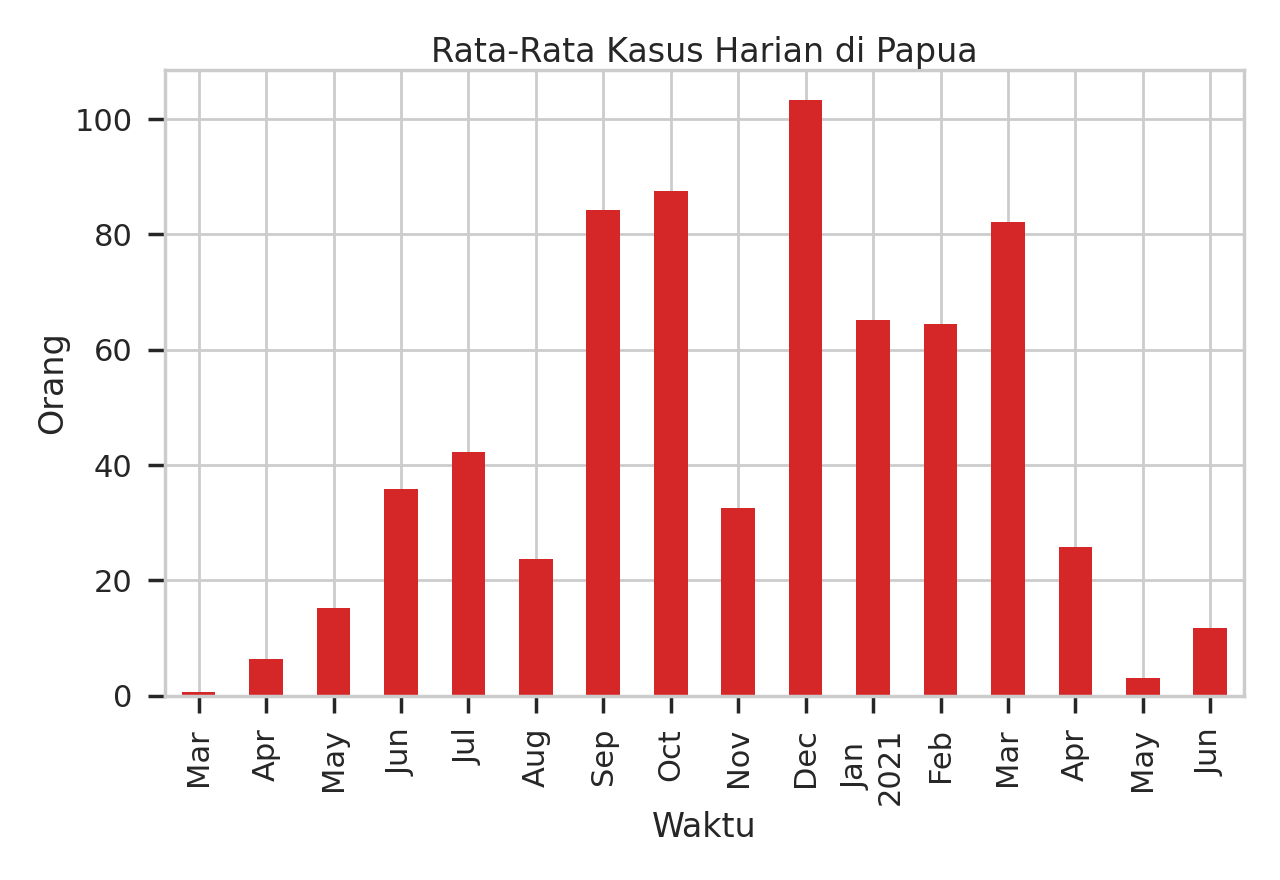 Rata-Rata Kasus Harian di Papua
100
80
60
40
20
0
Orang
Mar
Apr
May
Jun
Jul
Aug
Sep
Oct
Nov
Dec
Jan
2021
Feb
Mar
Apr
May
Jun
Waktu